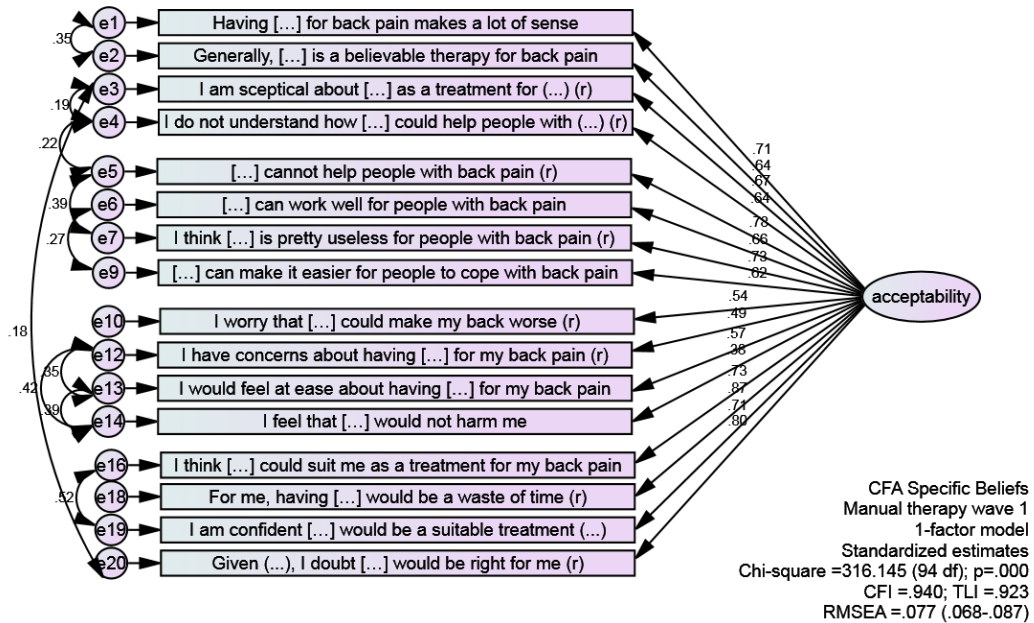 e1 Having [...] for back pain makes a lot of sense
.35
e2 Generally, [...] is a believable therapy for back pain
e3 I am sceptical about [...] as a treatment for (...) (r)
.19
e4 I do not understand how [...] could help people with (...) (r)
.22
e5 [...] cannot help people with back pain (r)
.39
e6 [...] can work well for people with back pain
e7 I think [...] is pretty useless for people with back pain (r)
.27
e9 [...] can make it easier for people to cope with back pain
.18
e10 I worry that [...] could make my back worse (r)
e12 I have concerns about having [...] for my back pain (r)
.35
.42
e13 I would feel at ease about having [...] for my back pain
.39
e14 I feel that [...] would not harm me
e16 I think [...] could suit me as a treatment for my back pain
.52
e18 For me, having [...] would be a waste of time (r)
e19 I am confident [...] would be a suitable treatment (...)
e20 Given (...), I doubt [...] would be right for me (r)
.71
.64
.67
.64
.78
.66
.73
.62
.54
.49
.57
.38
.73
.87
.71
.80
acceptability
CFA Specific Beliefs
Manual therapy wave 1
1-factor model
Standardized estimates
Chi-square =316.145 (94 df); p=.000
CFI =.940; TLI =.923
RMSEA =.077 (.068-.087)